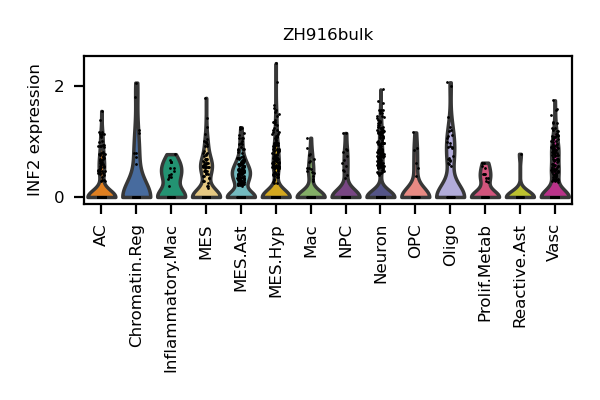 ZH916bulk
INF2 expression
2
0
AC
Chromatin.Reg
Inflammatory.Mac
MES
MES.Ast
MES.Hyp
Mac
NPC
Neuron
OPC
Oligo
Prolif.Metab
Reactive.Ast
Vasc